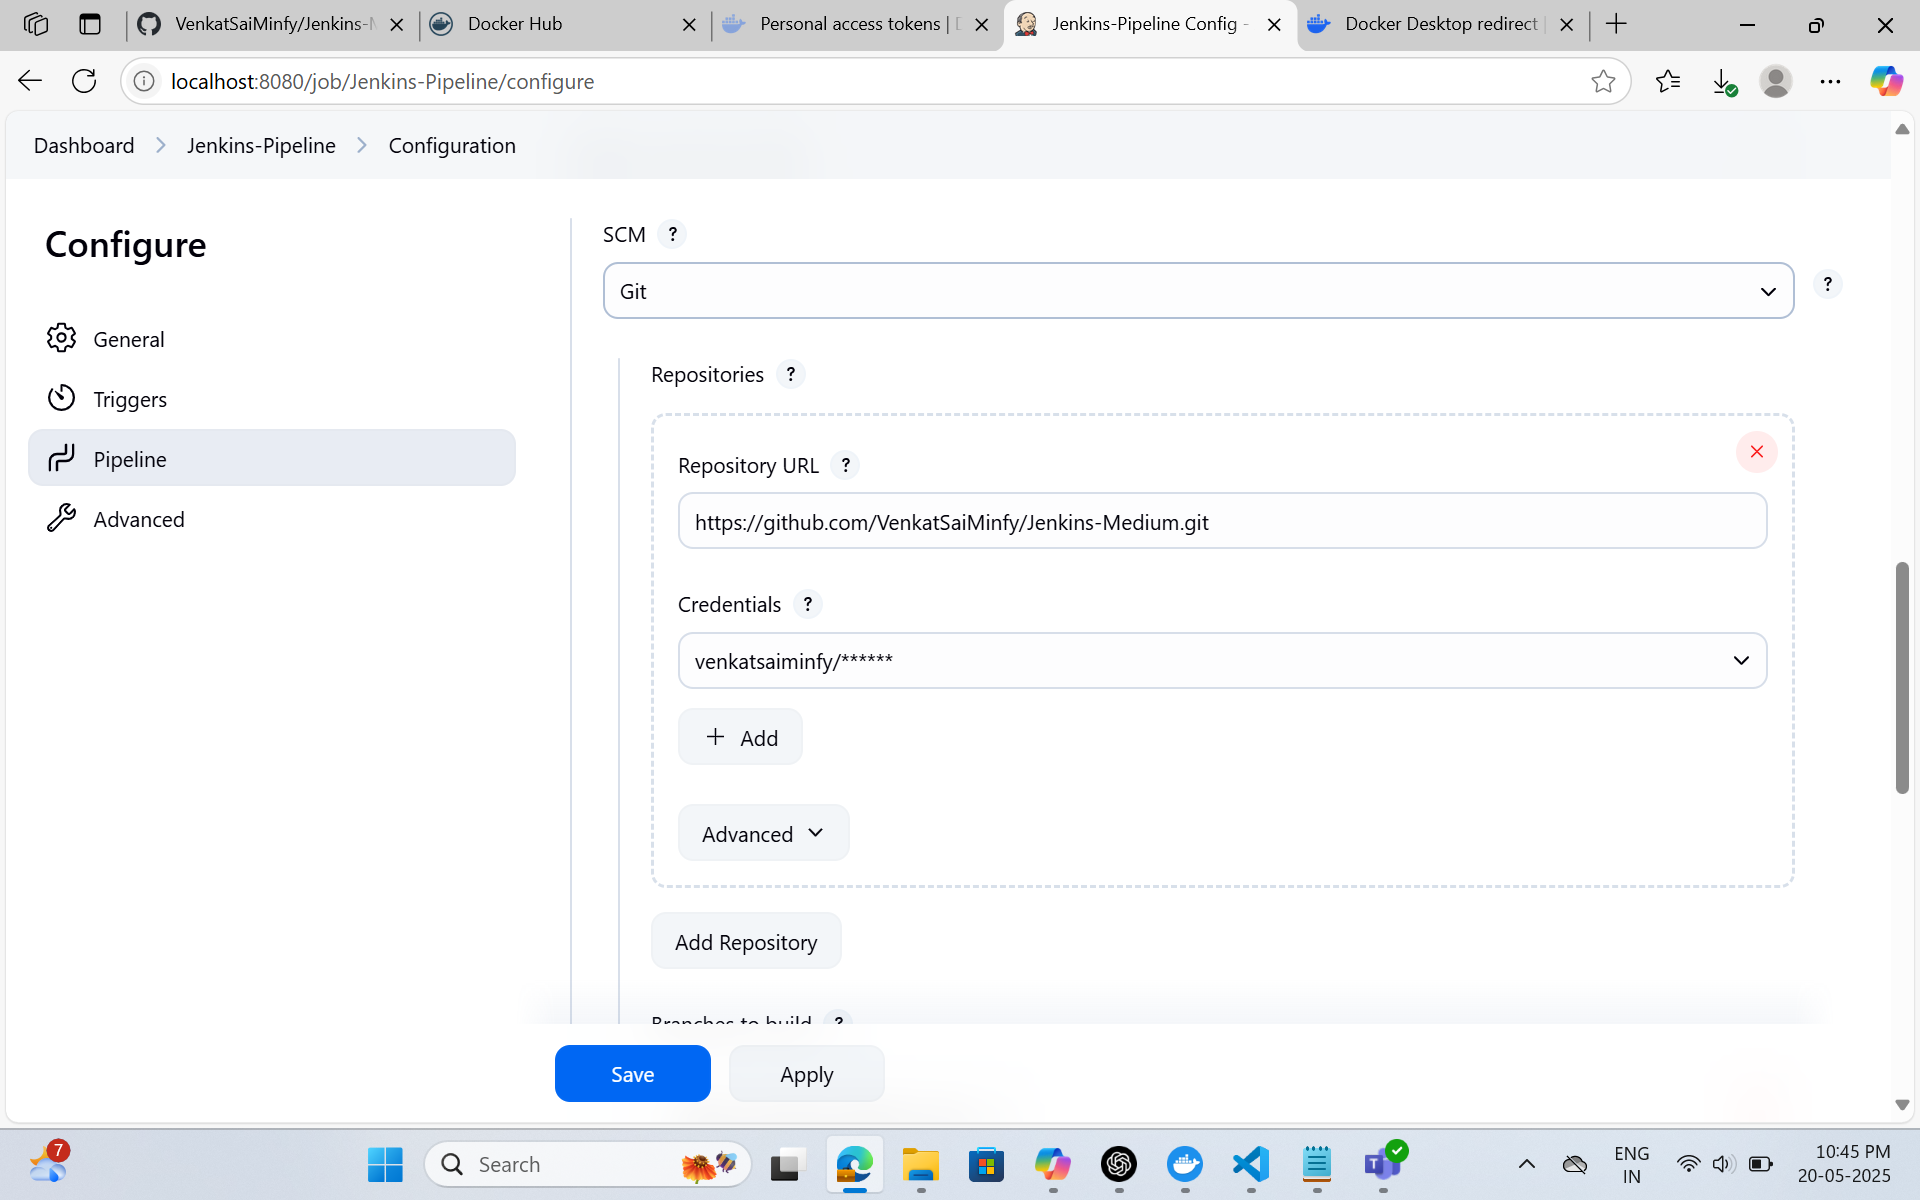 VenkatSaiMinfy/Jenkins-M
Docker Hub
Personal access tokens | D
Jenkins-Pipeline Config -
Docker Desktop redirect |
localhost:8080/job/Jenkins-Pipeline/configure
Dashboard
Jenkins-Pipeline
Configuration
Configure
General
Triggers
Pipeline
Advanced
SCM ?
Git
?
Repositories ?
Repository URL ?
https://github.com/VenkatSaiMinfy/Jenkins-Medium.git
Credentials ?
venkatsaiminfy/******
+ Add
Advanced
Add Repository
Branches to build ?
Save
Apply
7
Search
ENG
IN
10:45 PM
20-05-2025